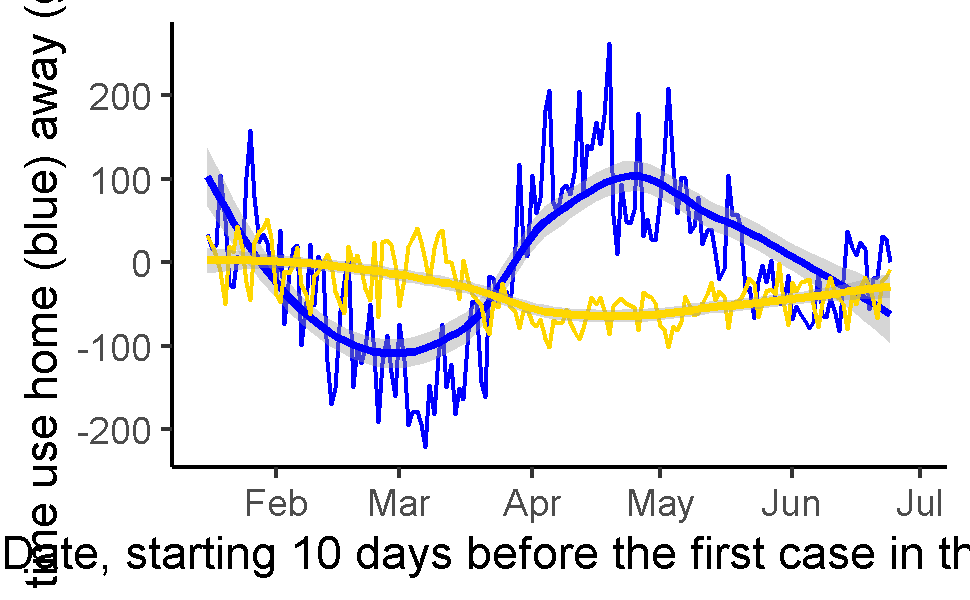 time use home (blue) away (
200
100
0
-100
-200
Feb Mar Apr May Jun Jul
Date, starting 10 days before the first case in th